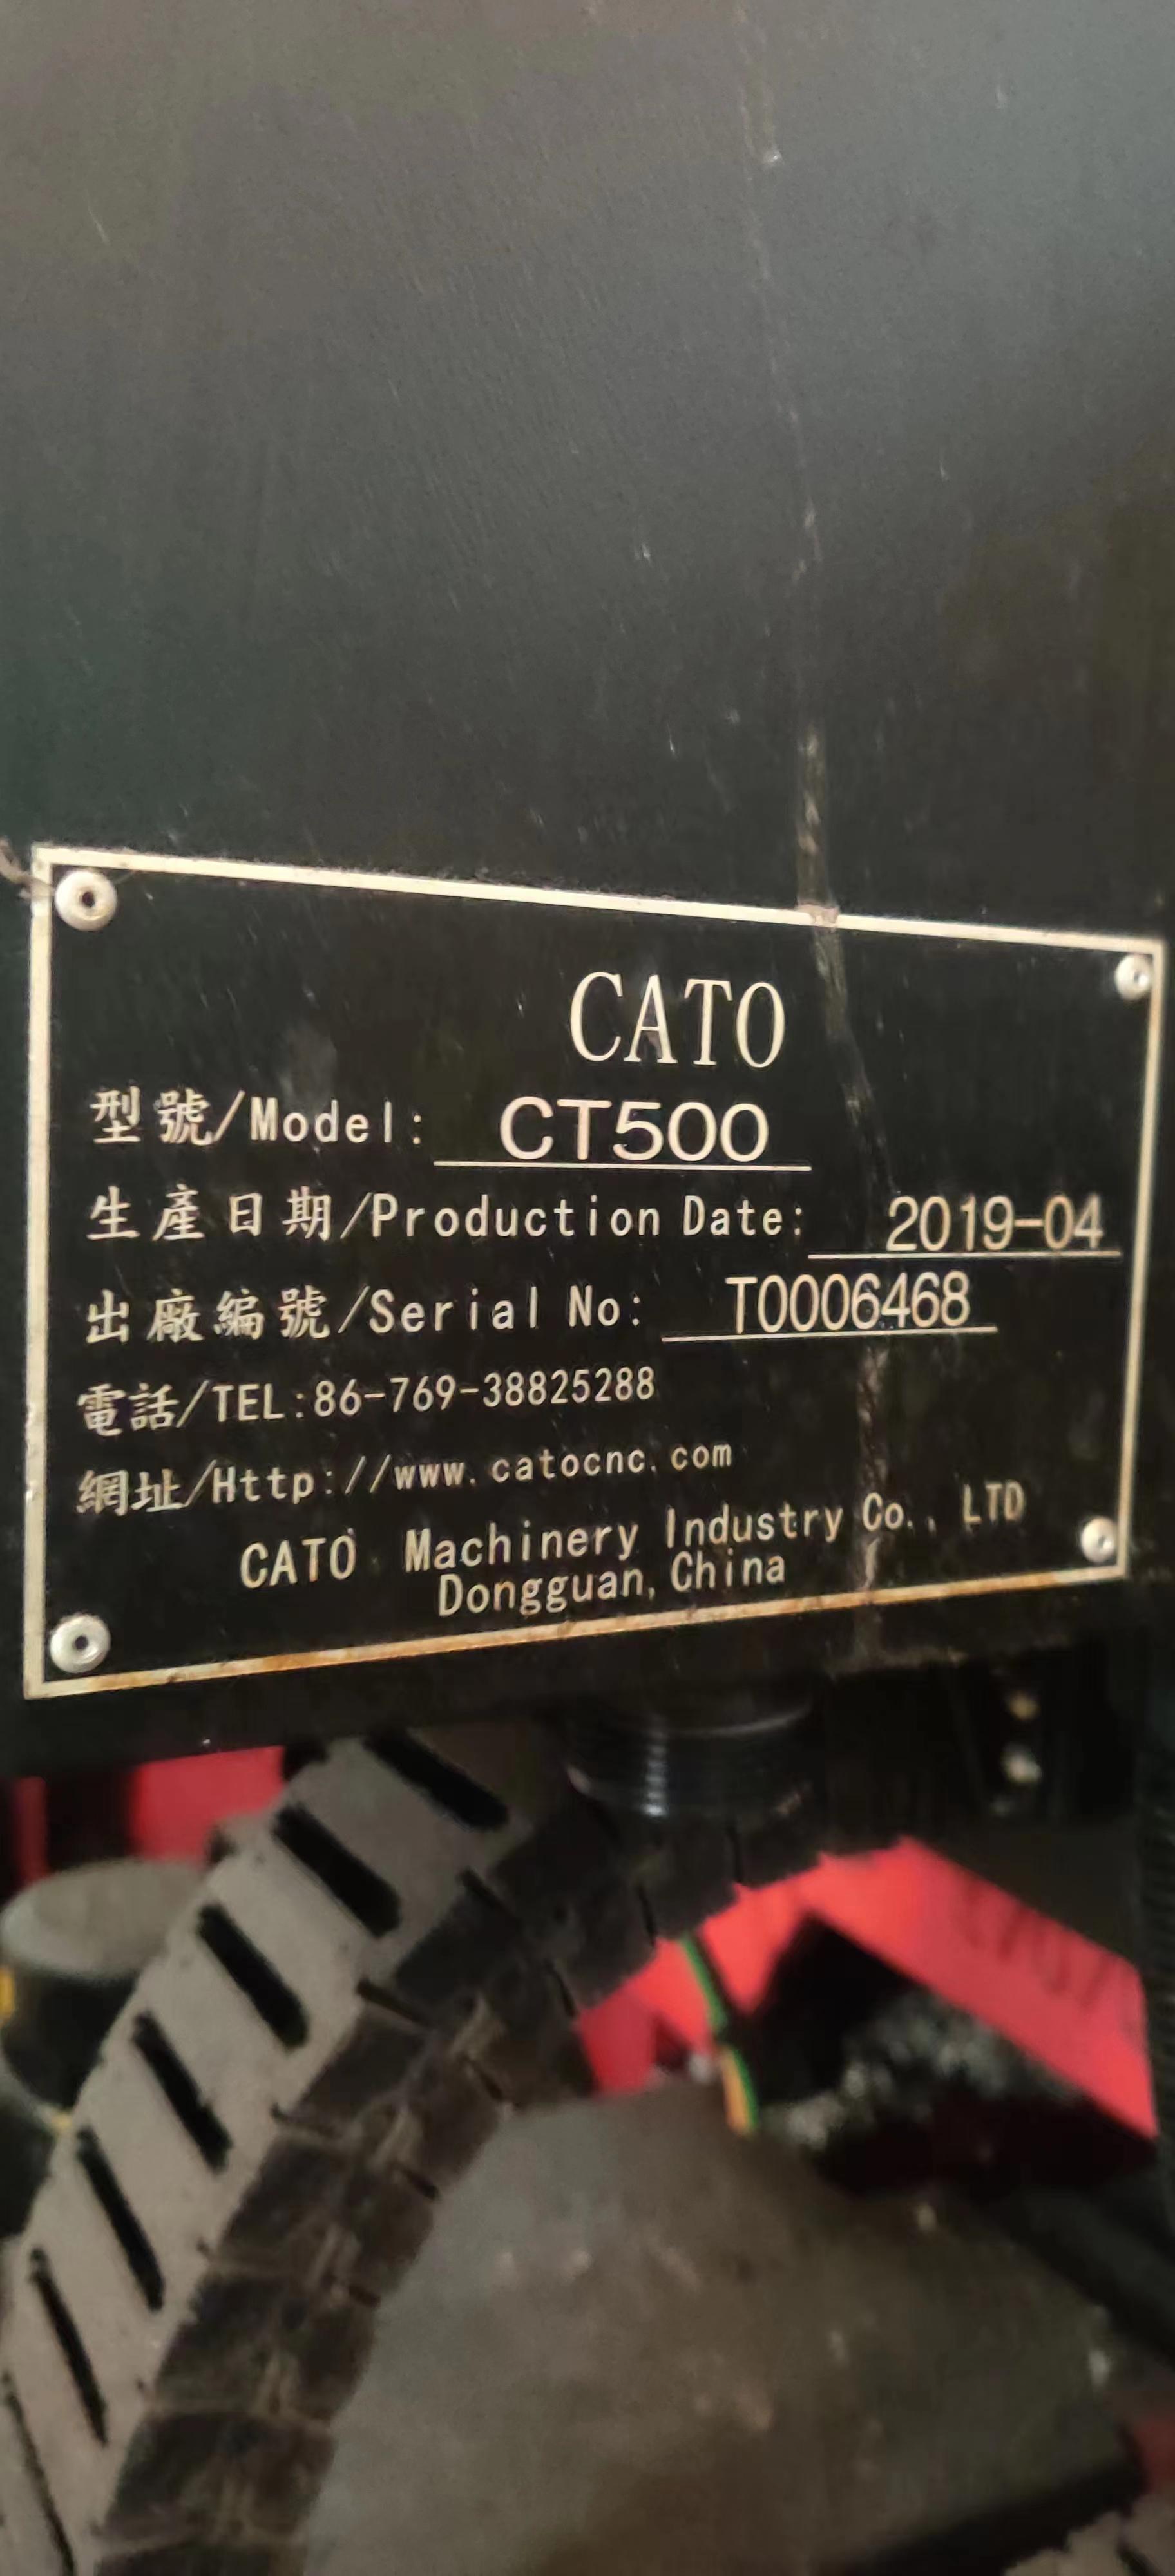 CATO
型號/Model: CT500
生產日期/Production Date: 2019-04
出廠編號/Serial No: T0006468
電話/TEL:86-769-38825288
網址/Http://www.catocnc.com
CATO Machinery Industry Co., LTD
Dongguan, China